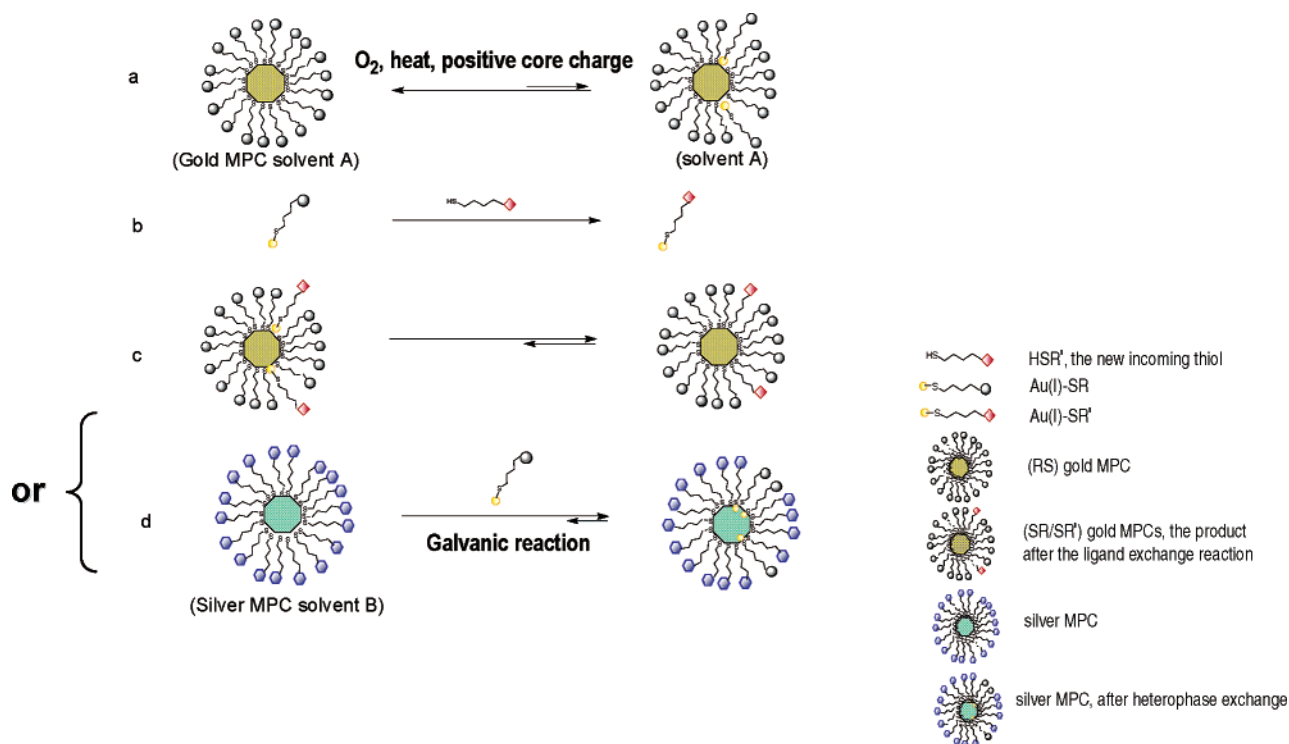 a
O2, heat, positive core charge
(Gold MPC solvent A)
(solvent A)
b
HS
S
S
c
or
d
Galvanic reaction
(Silver MPC solvent B)
HS
HSR', the new incoming thiol
S
Au(I)-SR
S
Au(I)-SR'
(RS) gold MPC
(SR/SR') gold MPCs, the product
after the ligand exchange reaction
silver MPC
silver MPC, after heterophase exchange